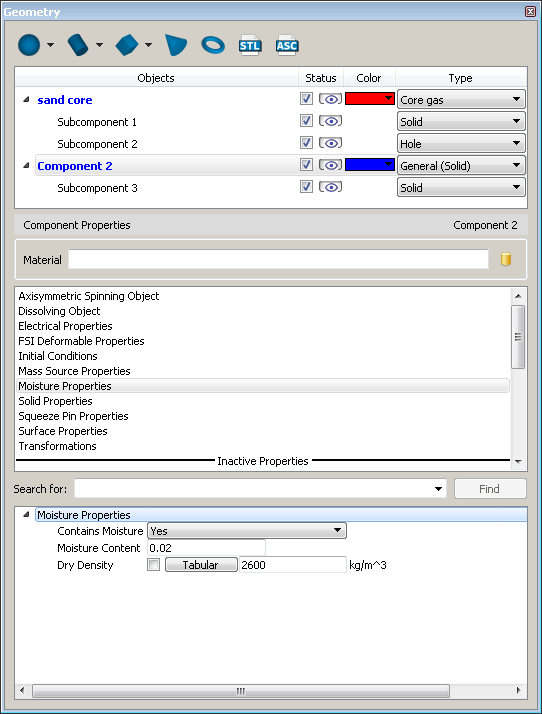 Geometry
STL ASC
Objects Status Color Type
sand core Core gas
Subcomponent 1 Solid
Subcomponent 2 Hole
Component 2 General (Solid)
Subcomponent 3 Solid
Component Properties Component 2
Material
Axisymmetric Spinning Object
Dissolving Object
Electrical Properties
FSI Deformable Properties
Initial Conditions
Mass Source Properties
Moisture Properties
Solid Properties
Squeeze Pin Properties
Surface Properties
Transformations
Inactive Properties
Search for: Find
Moisture Properties
Contains Moisture Yes
Moisture Content 0.02
Dry Density Tabular 2600 kg/m^3